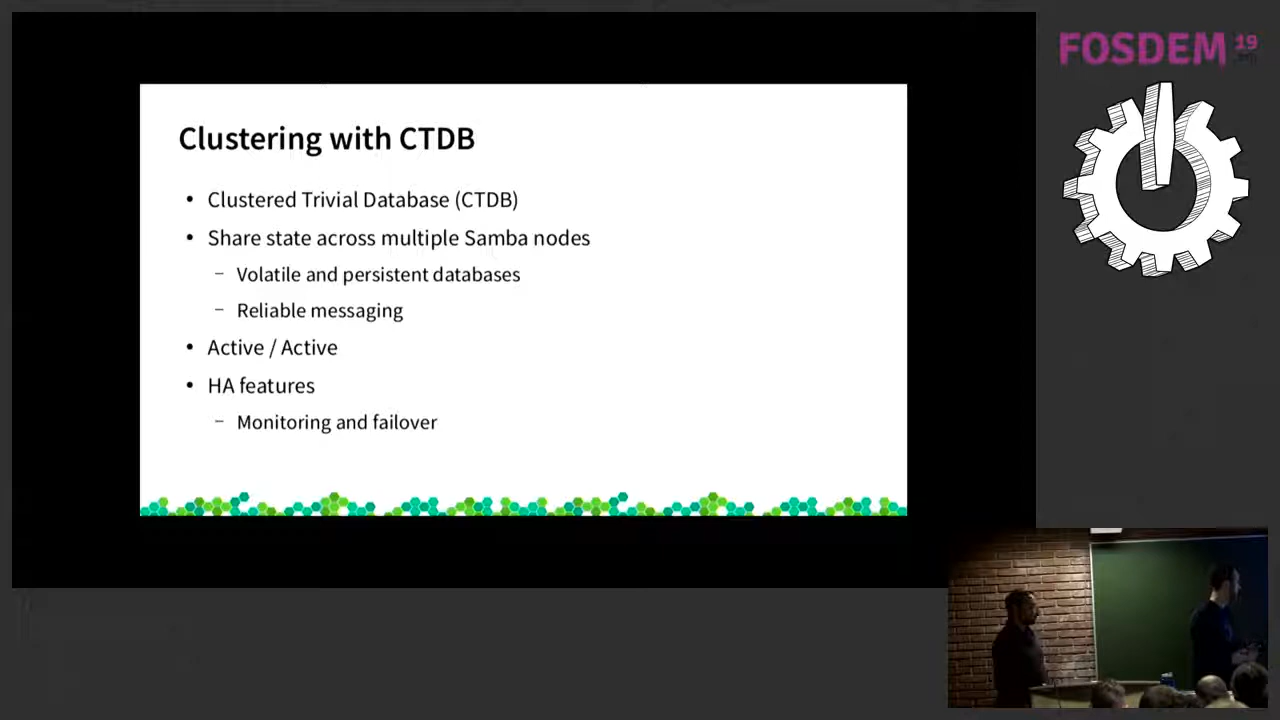 FOSDEM 19
Clustering with CTDB
• Clustered Trivial Database (CTDB)
• Share state across multiple Samba nodes
– Volatile and persistent databases
– Reliable messaging
• Active / Active
• HA features
– Monitoring and failover